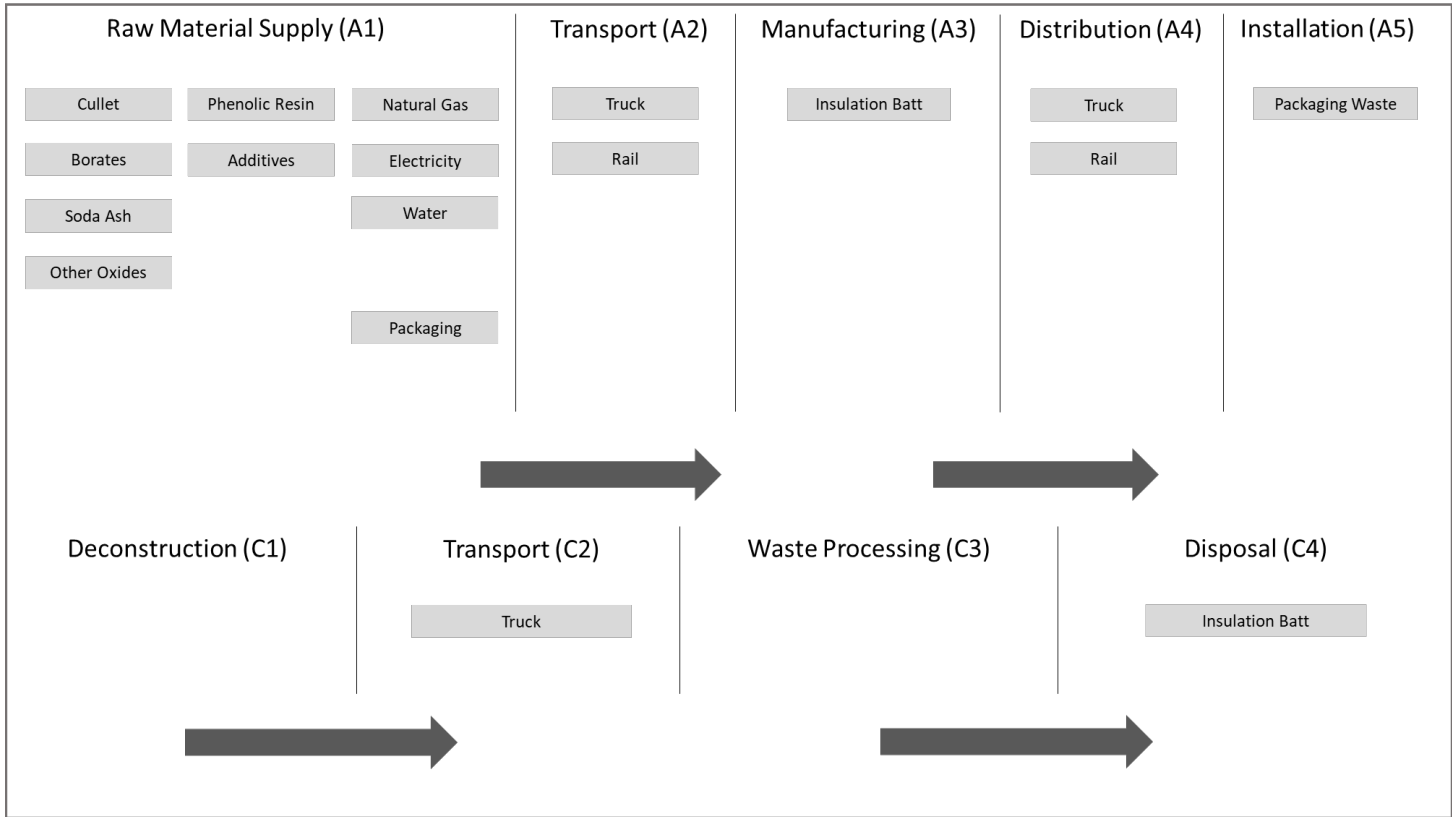 Raw Material Supply (A1)
Cullet
Phenolic Resin
Natural Gas
Borates
Additives
Electricity
Soda Ash
Water
Other Oxides
Packaging
Transport (A2)
Truck
Rail
Manufacturing (A3)
Insulation Batt
Distribution (A4)
Truck
Rail
Installation (A5)
Packaging Waste
Deconstruction (C1)
Transport (C2)
Truck
Waste Processing (C3)
Disposal (C4)
Insulation Batt